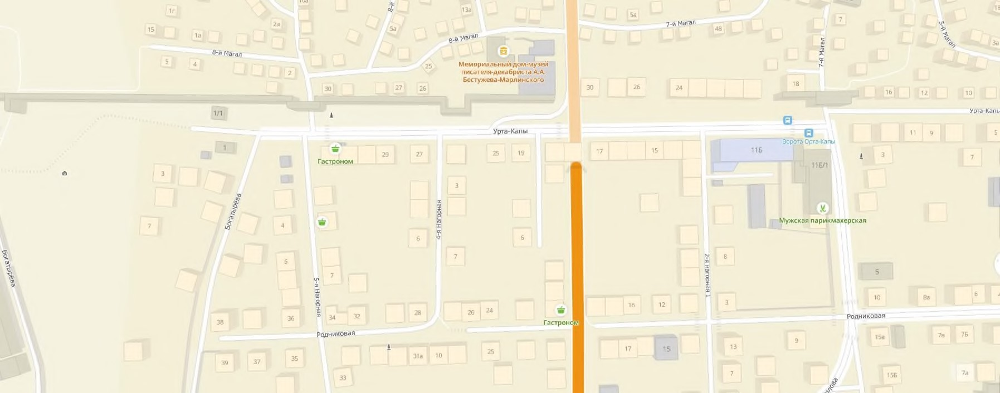 10а
8-й
13а
1г
5а
15
2а
1а
5а
7-й Магал
48
7
5-й Магал
3а
8-й Магал
8-й Магал
7-й Магал
5
4
2
25
Мемориальный дом-музей
писателя-декабриста А.А.
Бестужева-Марлинского
30
27
26
30
26
24
18
16
12
10
1/1
Урта-Капы
Урта-Капы
11
9
5
Ворота Орта-Капы
1
Гастроном
29
27
25
19
17
15
11Б
11Б/1
3
7
3
3
Богатырёва
4-я Нагорная
7
4
6
6
Мужская парикмахерская
Богатырёва
6
7
7
8
5
5-я Нагорная
2-я нагорная 1
10
8а
6
4
38
36
34
32
28
26
24
Гастроном
16
12
3
Родниковая
Родниковая
39
37
35
33
31а
10
25
17
15
13
9
15в
7в
7Б
7
15Б
7а
илова